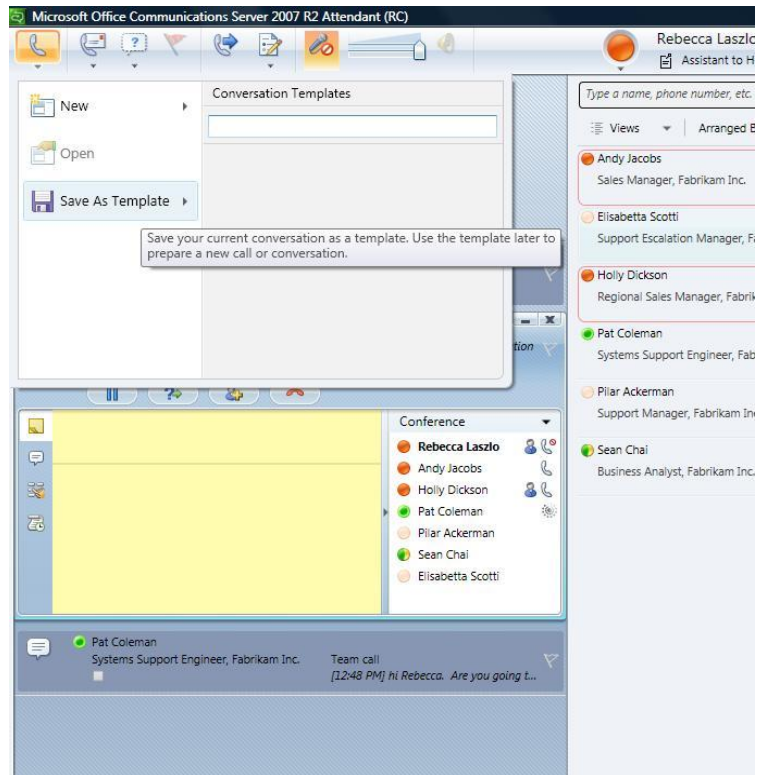 Microsoft Office Communications Server 2007 R2 Attendant (RC)
Rebecca Laszlo
Assistant to H
New
Open
Save As Template
Conversation Templates
Save your current conversation as a template. Use the template later to
prepare a new call or conversation.
tion
Conference
Rebecca Laszlo
Andy Jacobs
Holly Dickson
Pat Coleman
Pilar Ackerman
Sean Chai
Elisabetta Scotti
Pat Coleman
Systems Support Engineer, Fabrikam Inc.
Team call
[12:48 PM] hi Rebecca. Are you going t...
Type a name, phone number, etc.
Views
Arranged B
Andy Jacobs
Sales Manager, Fabrikam Inc.
Elisabetta Scotti
Support Escalation Manager, F
Holly Dickson
Regional Sales Manager, Fabrik
Pat Coleman
Systems Support Engineer, Fab
Pilar Ackerman
Support Manager, Fabrikam In
Sean Chai
Business Analyst, Fabrikam Inc.